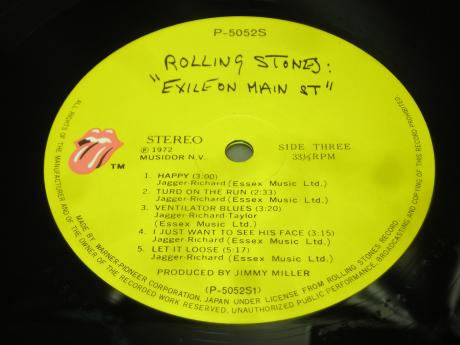 P-5052S
ROLLING STONES:
"EXILE ON MAIN ST"
STEREO
Ⓟ 1972
MUSIDOR N.V.
SIDE THREE
33⅓ RPM
TM
1. HAPPY (3:00)
Jagger-Richard (Essex Music Ltd.)
2. TURD ON THE RUN (2:33)
Jagger-Richard (Essex Music Ltd.)
3. VENTILATOR BLUES (3:20)
Jagger-Richard-Taylor
(Essex Music Ltd.)
4. I JUST WANT TO SEE HIS FACE (3:15)
Jagger-Richard (Essex Music Ltd.)
5. LET IT LOOSE (5:17)
Jagger-Richard (Essex Music Ltd.)
PRODUCED BY JIMMY MILLER
(P-5052S1)
MADE BY WARNER-PIONEER CORPORATION, JAPAN UNDER LICENSE FROM ROLLING STONES RECORD.
ALL RIGHTS OF THE MANUFACTURER AND OF THE OWNER OF THE RECORDED WORK RESERVED. UNAUTHORIZED PUBLIC PERFORMANCE, BROADCASTING AND COPYING OF THIS RECORD PROHIBITED.